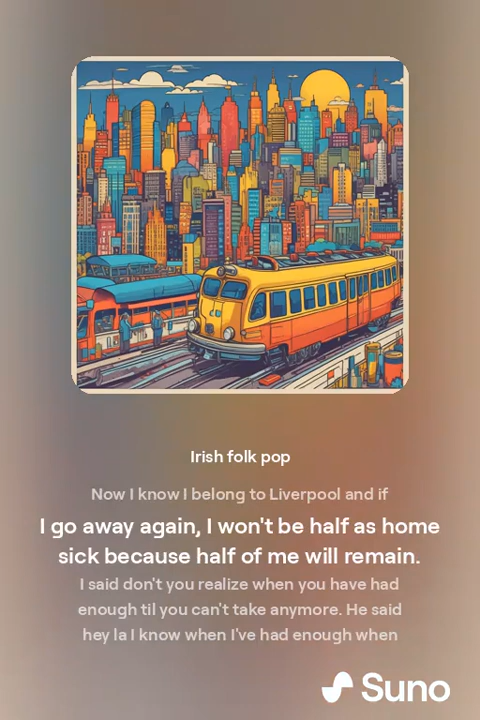 Irish folk pop
Now I know I belong to Liverpool and if
I go away again, I won't be half as home
sick because half of me will remain.
I said don't you realize when you have had
enough til you can't take anymore. He said
hey la I know when I've had enough when
Suno